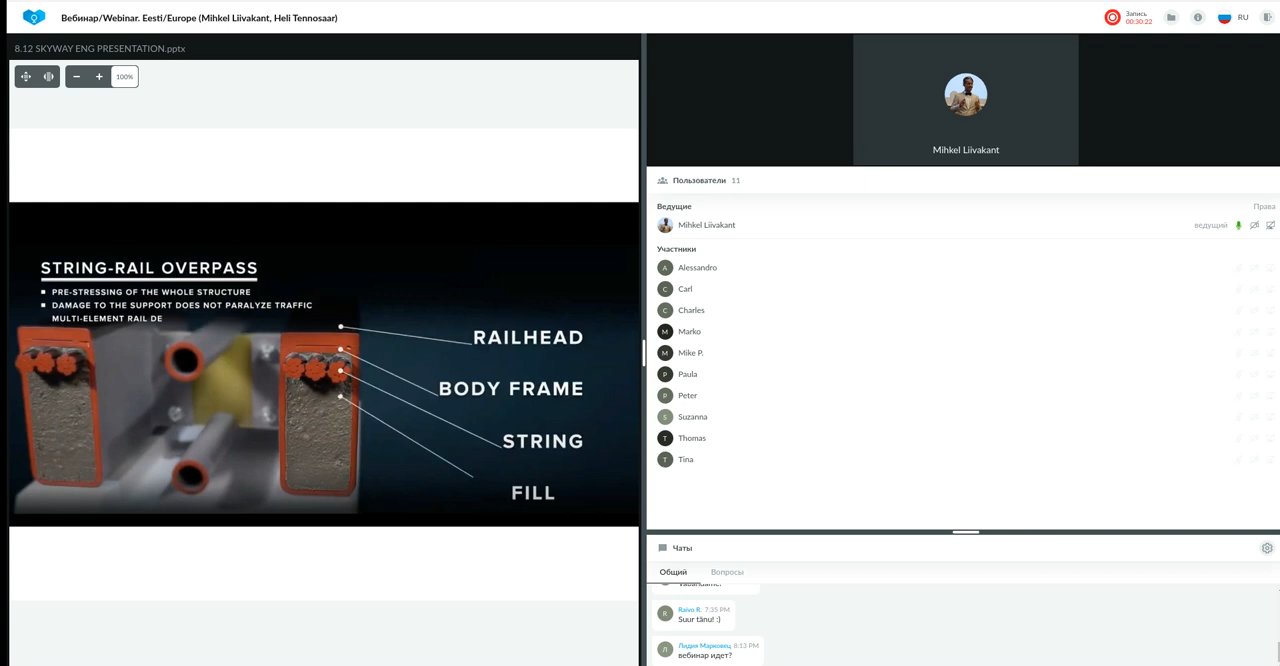 Вебинар/Webinar. Eesti/Europe (Mihkel Liivakant, Heli Tennosaar)
Запись
00:30:22
RU
8.12 SKYWAY ENG PRESENTATION.pptx
100%
STRING-RAIL OVERPASS
PRE-STRESSING OF THE WHOLE STRUCTURE
DAMAGE TO THE SUPPORT DOES NOT PARALYZE TRAFFIC
MULTI-ELEMENT RAIL DE
RAILHEAD
BODY FRAME
STRING
FILL
Mihkel Liivakant
Пользователи 11
Ведущие Права
Mihkel Liivakant ведущий
Участники
A Alessandro
C Carl
C Charles
M Marko
M Mike P.
P Paula
P Peter
S Suzanna
T Thomas
T Tina
Чаты
Общий Вопросы
R Raivo R. 7:35 PM
Suur tänu! :)
Л Лидия Марковец 8:13 PM
вебинар идет?